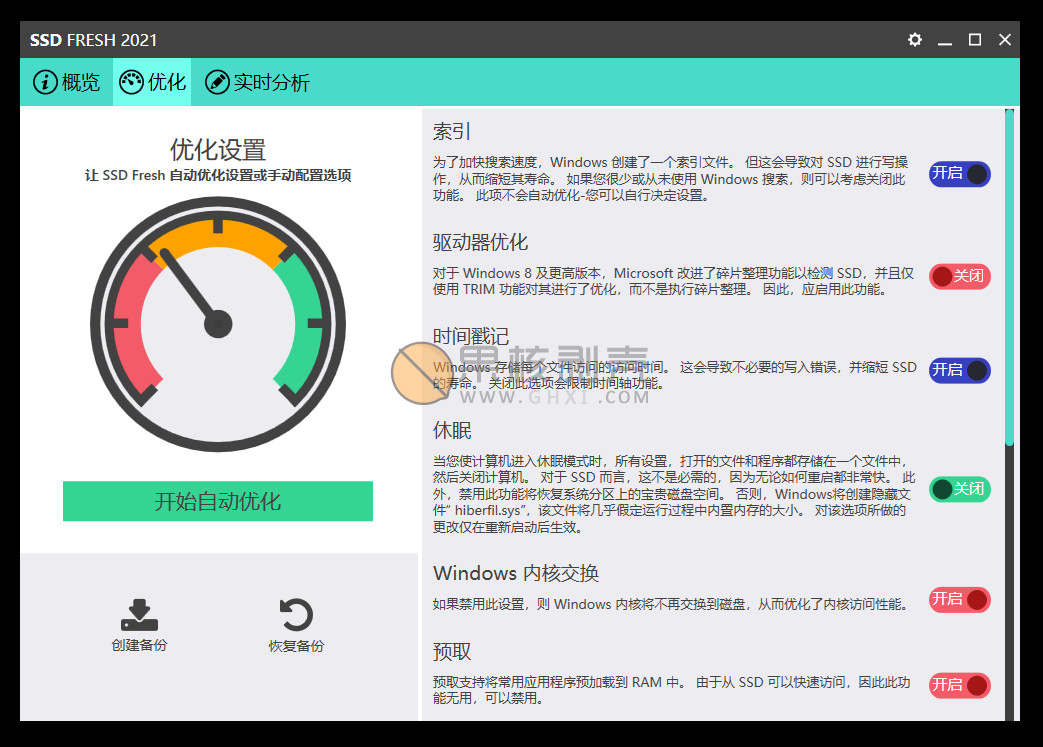 SSD FRESH 2021
概览
优化
实时分析
优化设置
让 SSD Fresh 自动优化设置或手动配置选项
开始自动优化
创建备份
恢复备份
索引
为了加快搜索速度，Windows 创建了一个索引文件。 但这会导致对 SSD 进行写操
作，从而缩短其寿命。 如果您很少或从未使用 Windows 搜索，则可以考虑关闭此
功能。 此项不会自动优化-您可以自行决定设置。
开启
驱动器优化
对于 Windows 8 及更高版本，Microsoft 改进了碎片整理功能以检测 SSD，并且仅
使用 TRIM 功能对其进行了优化，而不是执行碎片整理。 因此，应启用此功能。
关闭
时间戳记
Windows 存储每个文件访问的访问时间。 这会导致不必要的写入错误，并缩短 SSD
的寿命。 关闭此选项会限制时间轴功能。
开启
果核剥壳
WWW.GHXI.COM
休眠
当您使计算机进入休眠模式时，所有设置，打开的文件和程序都存储在一个文件中，
然后关闭计算机。 对于 SSD 而言，这不是必需的，因为无论如何重启都非常快。 此
外，禁用此功能将恢复系统分区上的宝贵磁盘空间。 否则，Windows将创建隐藏文
件" hiberfil.sys"，该文件将几乎假定运行过程中内置内存的大小。 对该选项所做的
更改仅在重新启动后生效。
关闭
Windows 内核交换
如果禁用此设置，则 Windows 内核将不再交换到磁盘，从而优化了内核访问性能。
开启
预取
预取支持将常用应用程序预加载到 RAM 中。 由于从 SSD 可以快速访问，因此此功
能无用，可以禁用。
开启